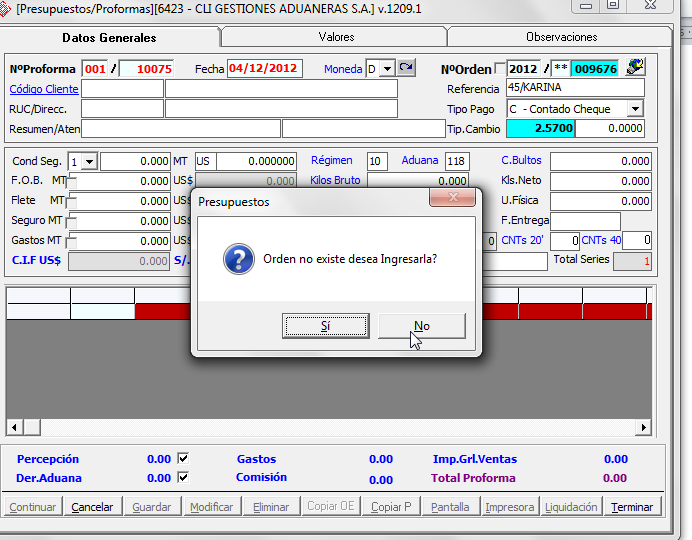 [Presupuestos/Proformas][6423 - CLI GESTIONES ADUANERAS S.A.] v.1209.1
Datos Generales Valores Observaciones
NºProforma 001 / 10075 Fecha 04/12/2012 Moneda D NºOrden 2012 / ** 009676
Código Cliente Referencia 45/KARINA
RUC/Direcc. Tipo Pago C - Contado Cheque
Resumen/Aten Tip.Cambio 2.5700 0.0000
Cond Seg. 1 0.000 MT US 0.000000 Régimen 10 Aduana 118 C.Bultos 0.000
F.O.B. MT 0.000 US$ 0.000 Kilos Bruto 0.000 Kls.Neto 0.000
Flete MT 0.000 US$ U.Física 0.000
Seguro MT 0.000 US$ F.Entrega
Gastos MT 0.000 US$ 0 CNTs 20' 0 CNTs 40 0
C.I.F US$ 0.000 S/. Total Series 1
Presupuestos
Orden no existe desea Ingresarla?
Sí No
Percepción 0.00 Gastos 0.00 Imp.Grl.Ventas 0.00
Der.Aduana 0.00 Comisión 0.00 Total Proforma 0.00
Continuar Cancelar Guardar Modificar Eliminar Copiar OE Copiar P Pantalla Impresora Liquidación Terminar